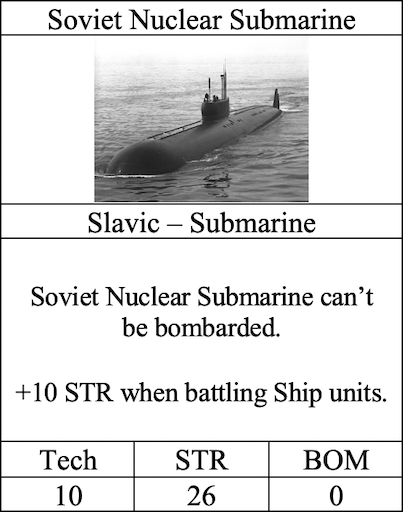 Soviet Nuclear Submarine
Slavic – Submarine
Soviet Nuclear Submarine can’t
be bombarded.
+10 STR when battling Ship units.
Tech STR BOM
10 26 0